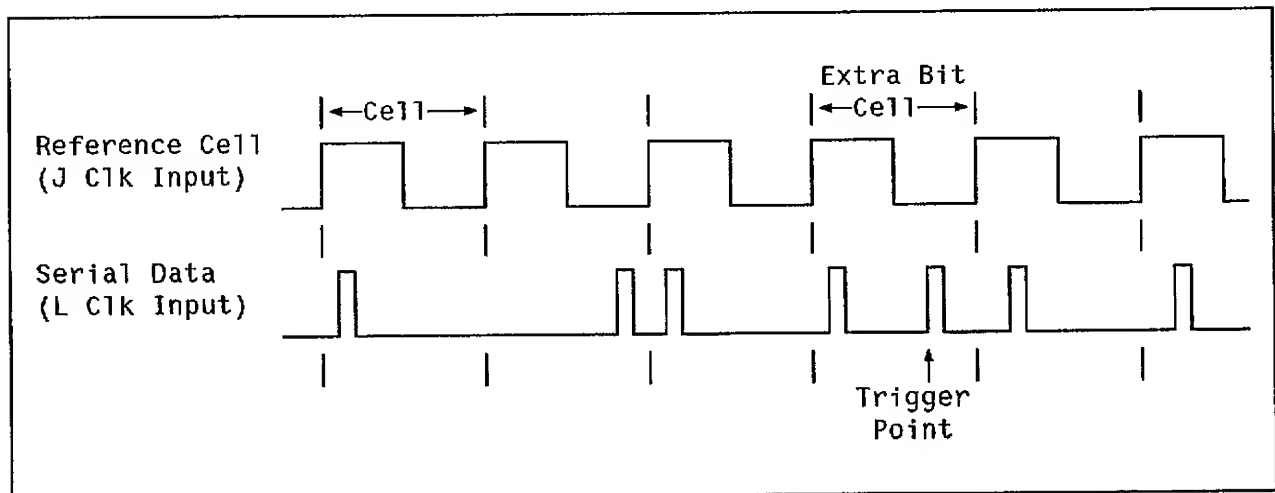 Extra Bit
←Cell→
←Cell→
Reference Cell
(J Clk Input)
Serial Data
(L Clk Input)
Trigger
Point